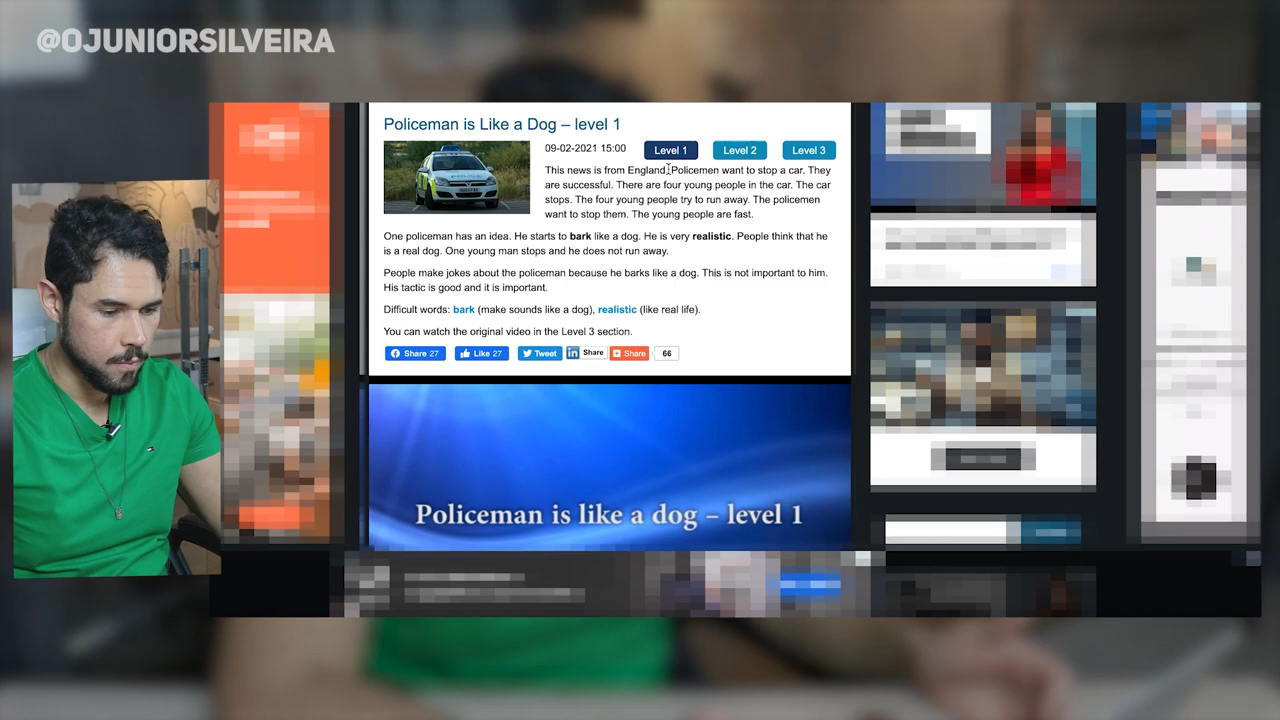 @OJUNIORSILVEIRA
Policeman is Like a Dog – level 1
09-02-2021 15:00
Level 1
Level 2
Level 3
This news is from England. Policemen want to stop a car. They
are successful. There are four young people in the car. The car
stops. The four young people try to run away. The policemen
want to stop them. The young people are fast.
One policeman has an idea. He starts to bark like a dog. He is very realistic. People think that he
is a real dog. One young man stops and he does not run away.
People make jokes about the policeman because he barks like a dog. This is not important to him.
His tactic is good and it is important.
Difficult words: bark (make sounds like a dog), realistic (like real life).
You can watch the original video in the Level 3 section.
Share 27
Like 27
Tweet
in Share
Share
66
Policeman is like a dog – level 1